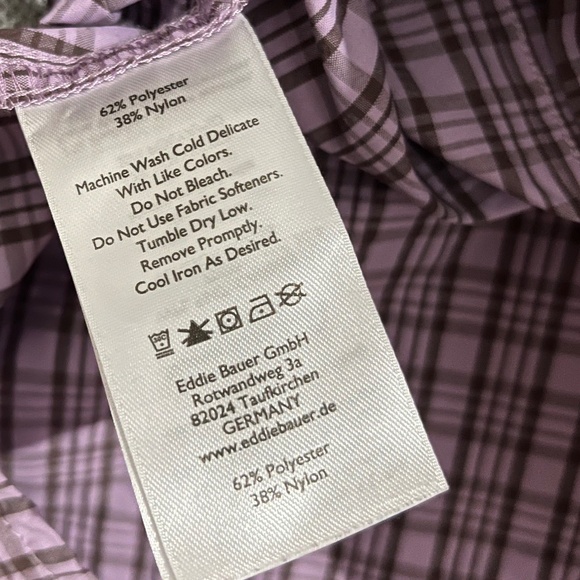 62% Polyester
38% Nylon
Machine Wash Cold Delicate
With Like Colors.
Do Not Bleach.
Do Not Use Fabric Softeners.
Tumble Dry Low.
Remove Promptly.
Cool Iron As Desired.
Eddie Bauer GmbH
Rotwandweg 3a
82024 Taufkirchen
GERMANY
www.eddiebauer.de
62% Polyester
38% Nylon